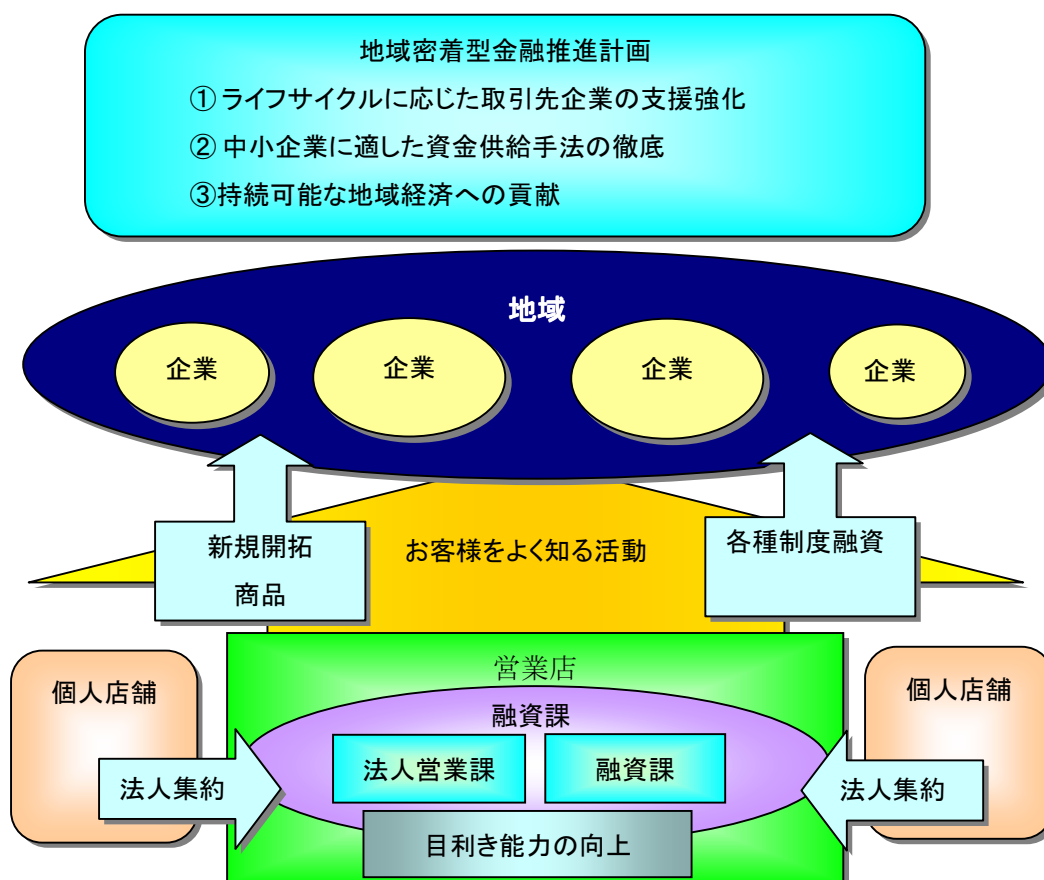 地域密着型金融推進計画
①ライフサイクルに応じた取引先企業の支援強化
②中小企業に適した資金供給手法の徹底
③持続可能な地域経済への貢献
地域
企業
企業
企業
企業
新規開拓
商品
お客様をよく知る活動
各種制度融資
個人店舗
営業店
個人店舗
融資課
法人営業課
融資課
法人集約
法人集約
目利き能力の向上